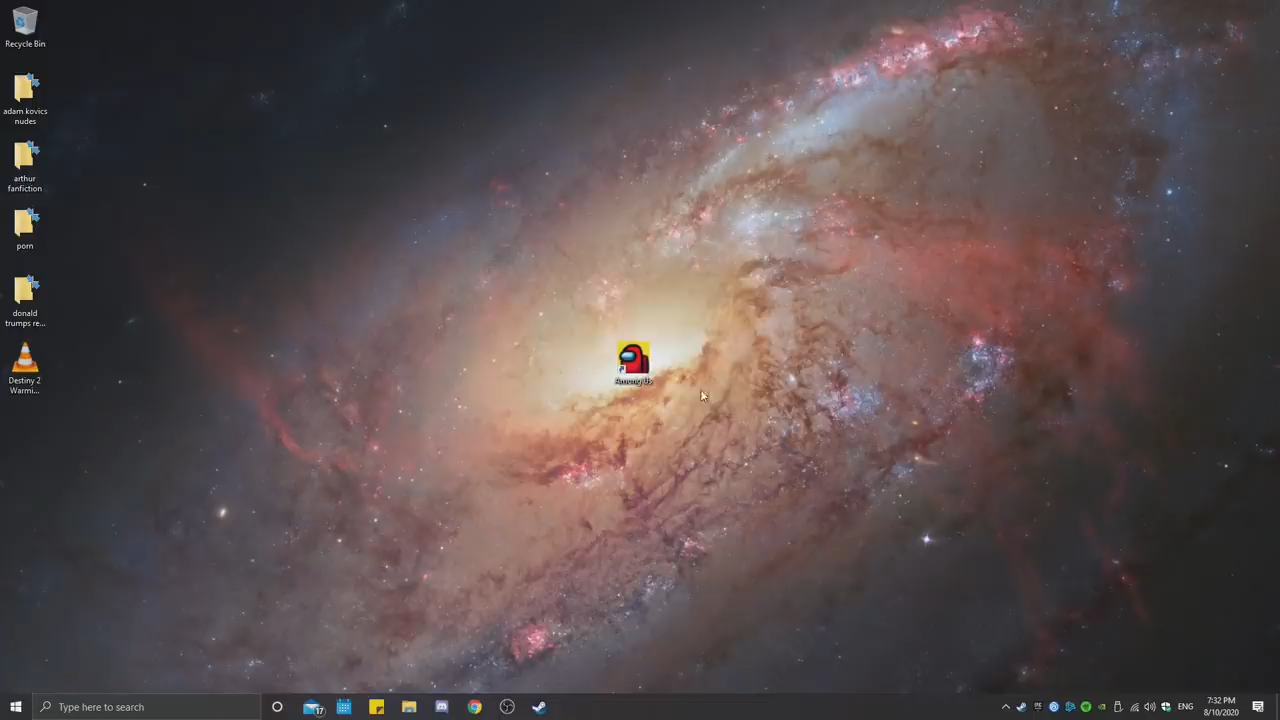 Recycle Bin
adam kovics
nudes
arthur
fanfiction
porn
donald
trumps re...
Destiny 2
Warmi...
Among Us
Type here to search
17
ENG
7:32 PM
8/10/2020